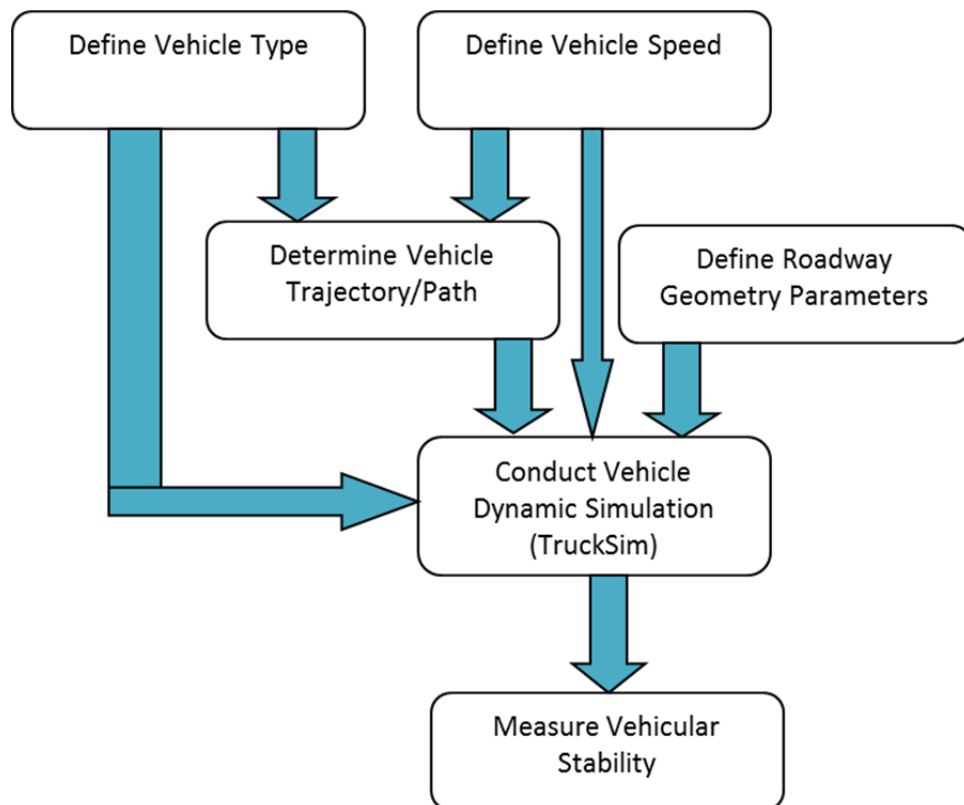 Define Vehicle Type
Define Vehicle Speed
Determine Vehicle
Trajectory/Path
Define Roadway
Geometry Parameters
Conduct Vehicle
Dynamic Simulation
(TruckSim)
Measure Vehicular
Stability